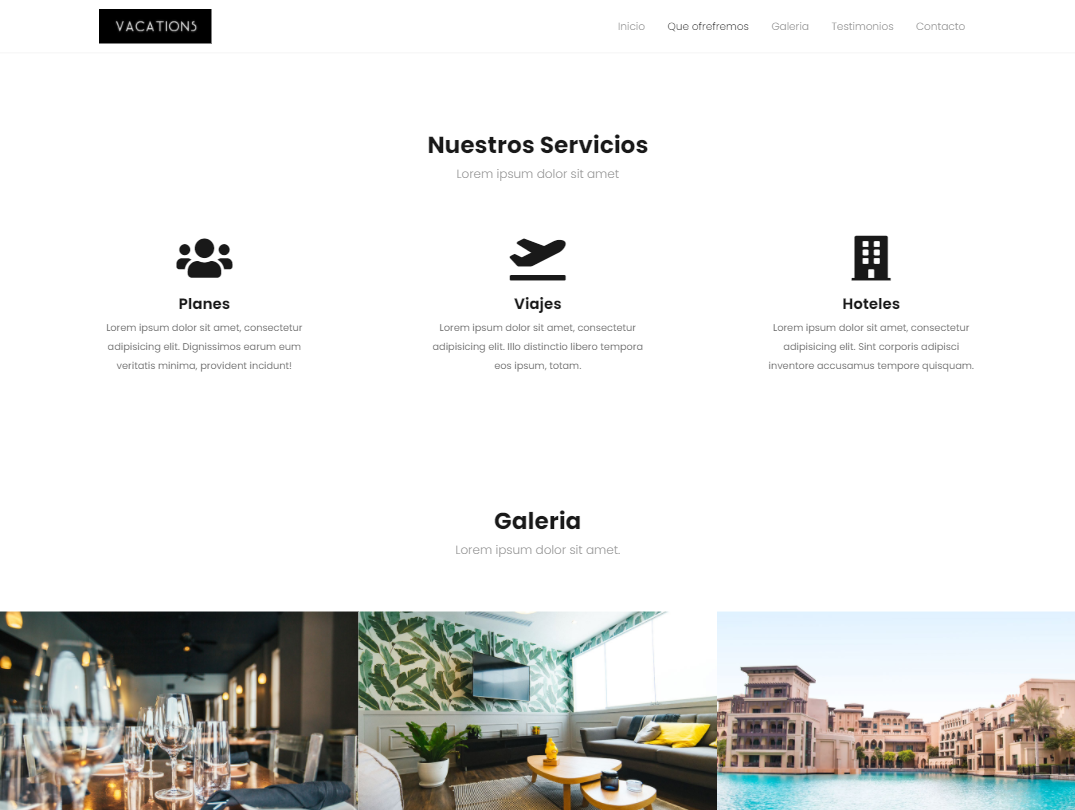 VACATIONS
Inicio Que ofrefremos Galeria Testimonios Contacto
Nuestros Servicios
Lorem ipsum dolor sit amet
Planes
Lorem ipsum dolor sit amet, consectetur
adipisicing elit. Dignissimos earum eum
veritatis minima, provident incidunt!
Viajes
Lorem ipsum dolor sit amet, consectetur
adipisicing elit. Illo distinctio libero tempora
eos ipsum, totam.
Hoteles
Lorem ipsum dolor sit amet, consectetur
adipisicing elit. Sint corporis adipisci
inventore accusamus tempore quisquam.
Galeria
Lorem ipsum dolor sit amet.